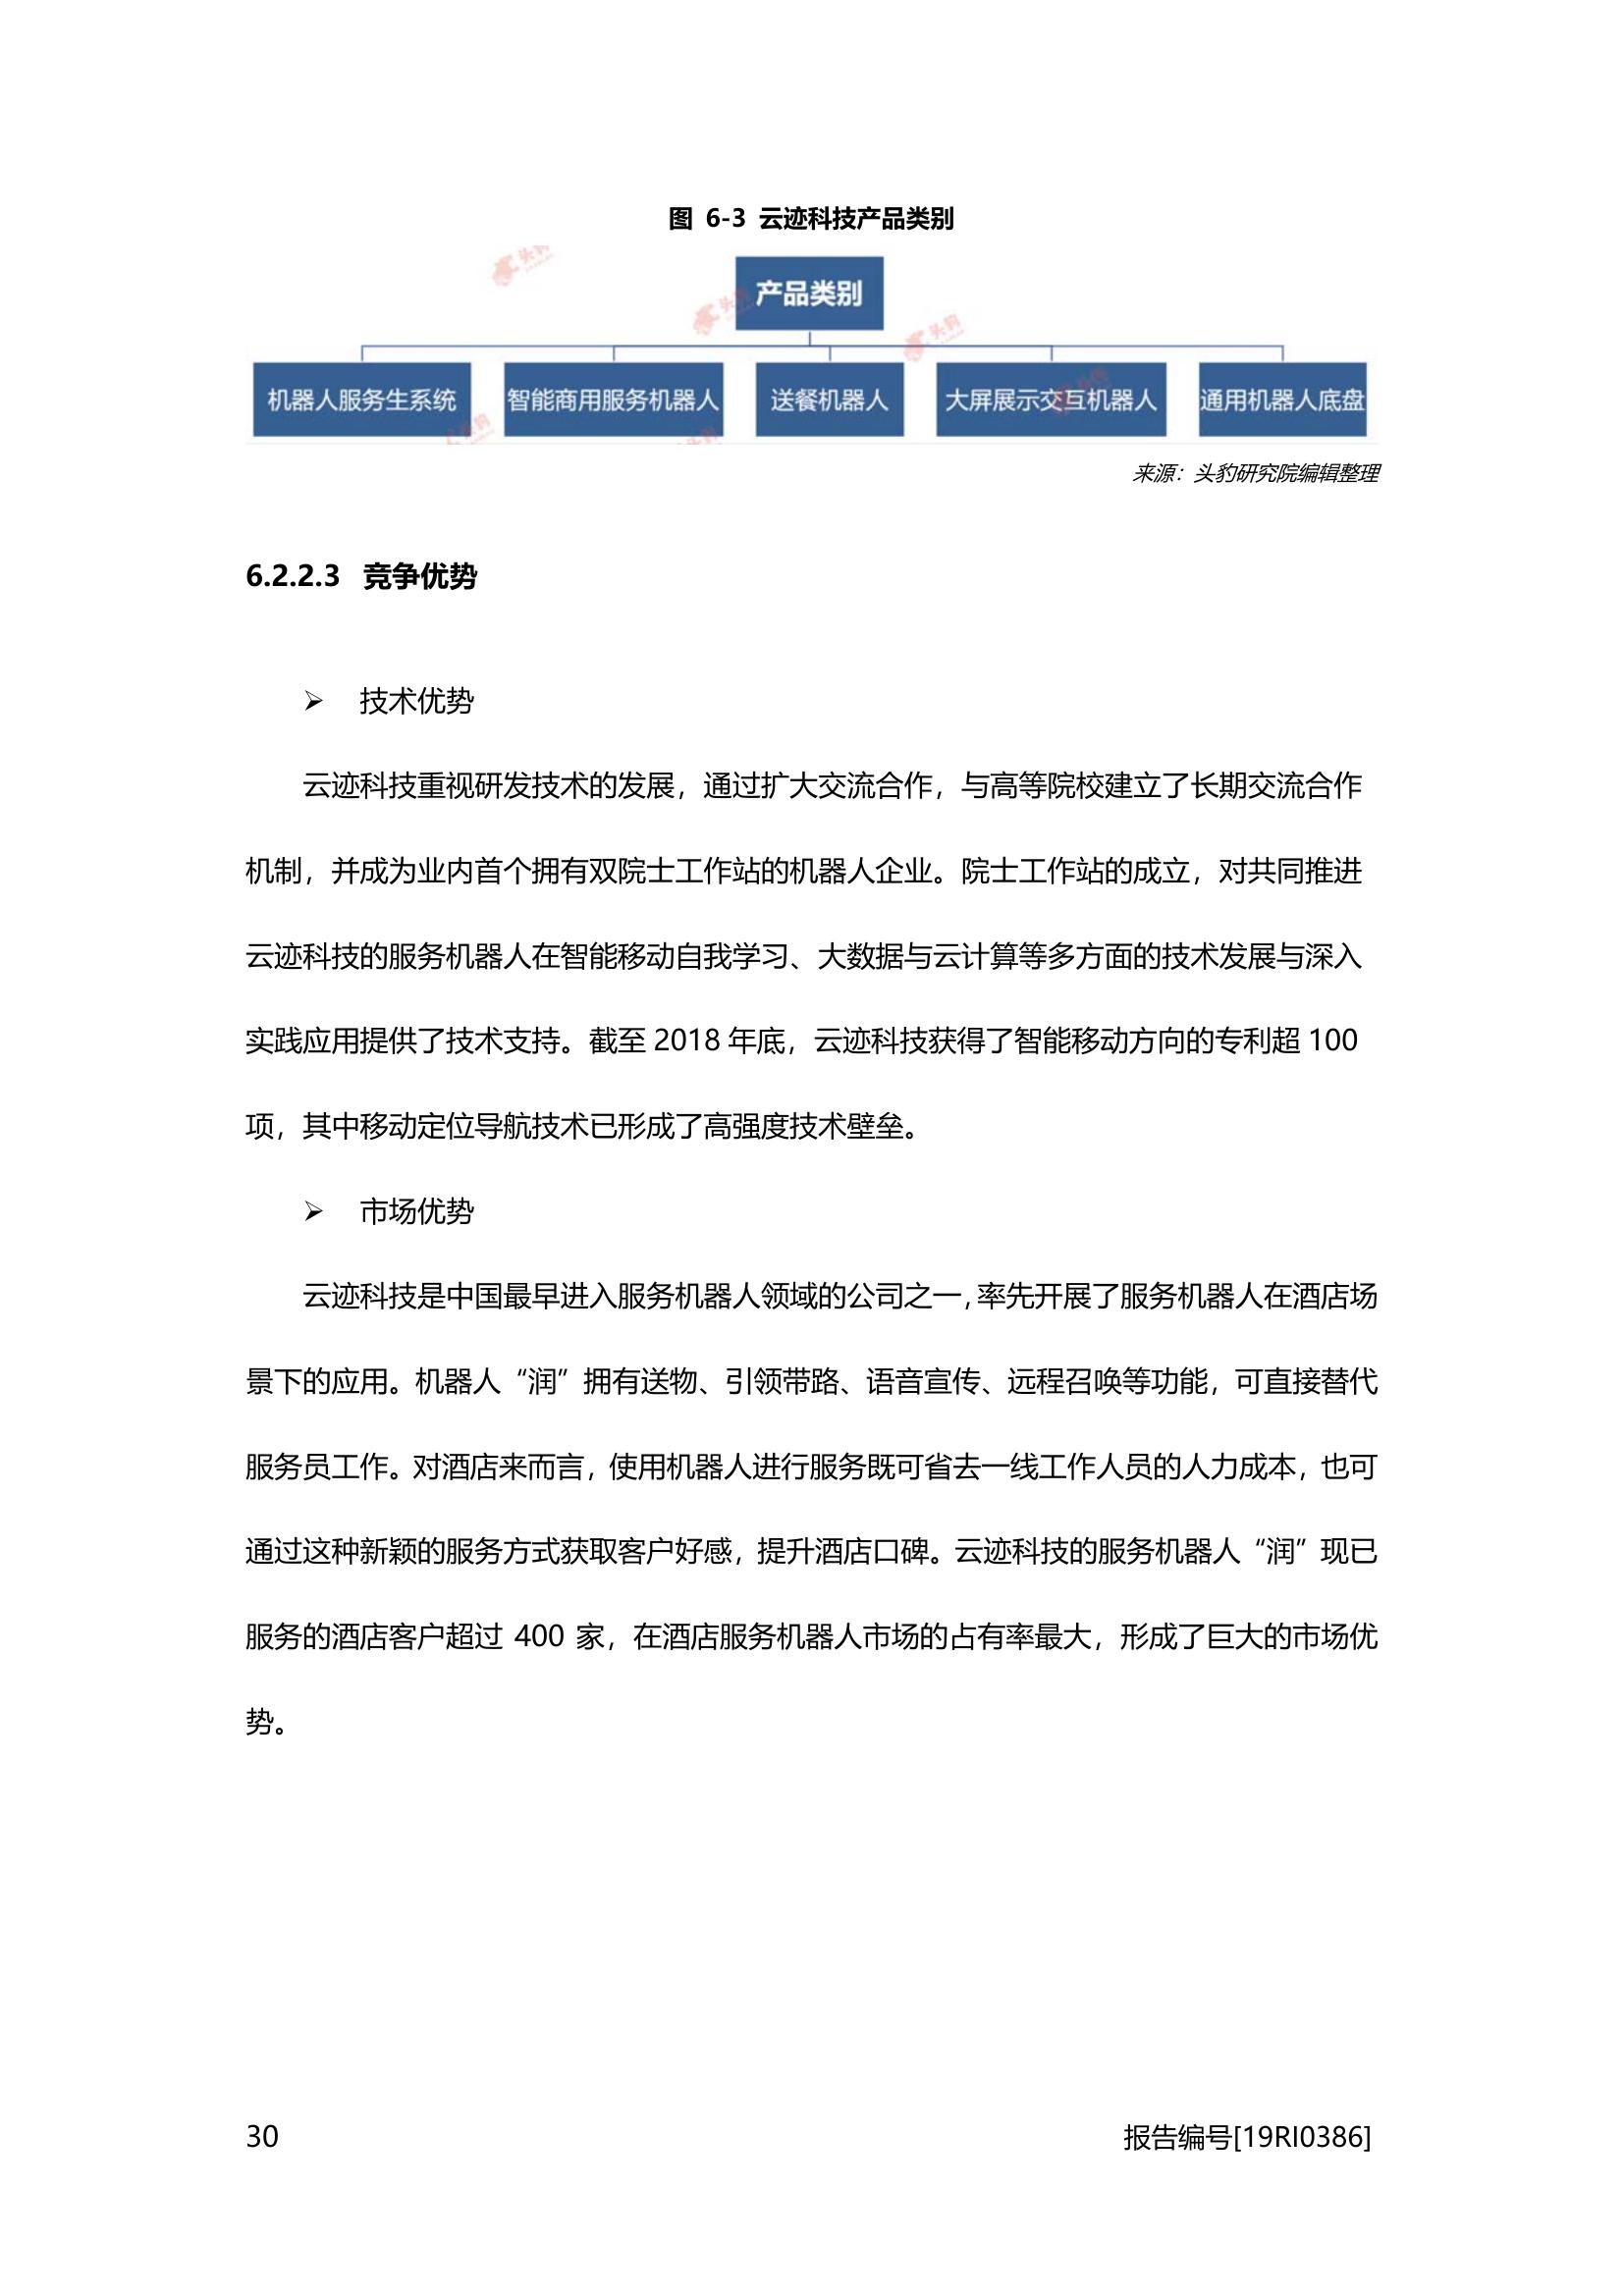 图 6-3 云迹科技产品类别
产品类别
机器人服务生系统 智能商用服务机器人 送餐机器人 大屏展示交互机器人 通用机器人底盘
来源：头豹研究院编辑整理
6.2.2.3 竞争优势
➢ 技术优势
云迹科技重视研发技术的发展，通过扩大交流合作，与高等院校建立了长期交流合作
机制，并成为业内首个拥有双院士工作站的机器人企业。院士工作站的成立，对共同推进
云迹科技的服务机器人在智能移动自我学习、大数据与云计算等多方面的技术发展与深入
实践应用提供了技术支持。截至 2018 年底，云迹科技获得了智能移动方向的专利超 100
项，其中移动定位导航技术已形成了高强度技术壁垒。
➢ 市场优势
云迹科技是中国最早进入服务机器人领域的公司之一，率先开展了服务机器人在酒店场
景下的应用。机器人“润”拥有送物、引领带路、语音宣传、远程召唤等功能，可直接替代
服务员工作。对酒店来而言，使用机器人进行服务既可省去一线工作人员的人力成本，也可
通过这种新颖的服务方式获取客户好感，提升酒店口碑。云迹科技的服务机器人“润”现已
服务的酒店客户超过 400 家，在酒店服务机器人市场的占有率最大，形成了巨大的市场优
势。
30 报告编号[19RI0386]